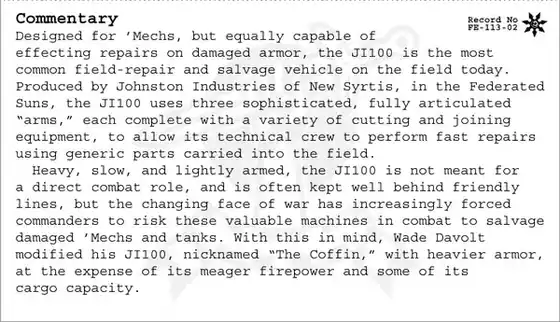 Commentary
Record No
FE-113-02
Designed for ’Mechs, but equally capable of
effecting repairs on damaged armor, the JI100 is the most
common field-repair and salvage vehicle on the field today.
Produced by Johnston Industries of New Syrtis, in the Federated
Suns, the JI100 uses three sophisticated, fully articulated
“arms,” each complete with a variety of cutting and joining
equipment, to allow its technical crew to perform fast repairs
using generic parts carried into the field.
Heavy, slow, and lightly armed, the JI100 is not meant for
a direct combat role, and is often kept well behind friendly
lines, but the changing face of war has increasingly forced
commanders to risk these valuable machines in combat to salvage
damaged ’Mechs and tanks. With this in mind, Wade Davolt
modified his JI100, nicknamed “The Coffin,” with heavier armor,
at the expense of its meager firepower and some of its
cargo capacity.